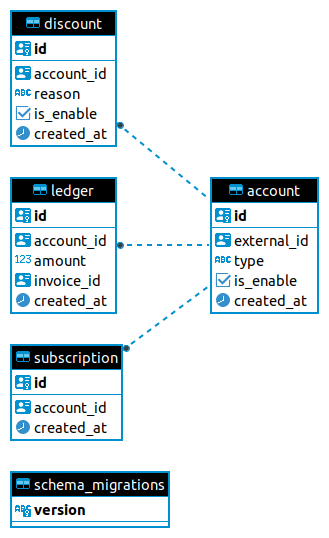 discount
id
account_id
ABC reason
is_enable
created_at
ledger
id
account_id
123 amount
invoice_id
created_at
account
id
external_id
ABC type
is_enable
created_at
subscription
id
account_id
created_at
schema_migrations
ABC version